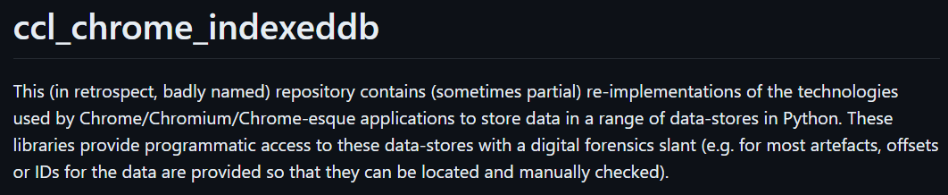 ccl_chrome_indexeddb
This (in retrospect, badly named) repository contains (sometimes partial) re-implementations of the technologies
used by Chrome/Chromium/Chrome-esque applications to store data in a range of data-stores in Python. These
libraries provide programmatic access to these data-stores with a digital forensics slant (e.g. for most artefacts, offsets
or IDs for the data are provided so that they can be located and manually checked).